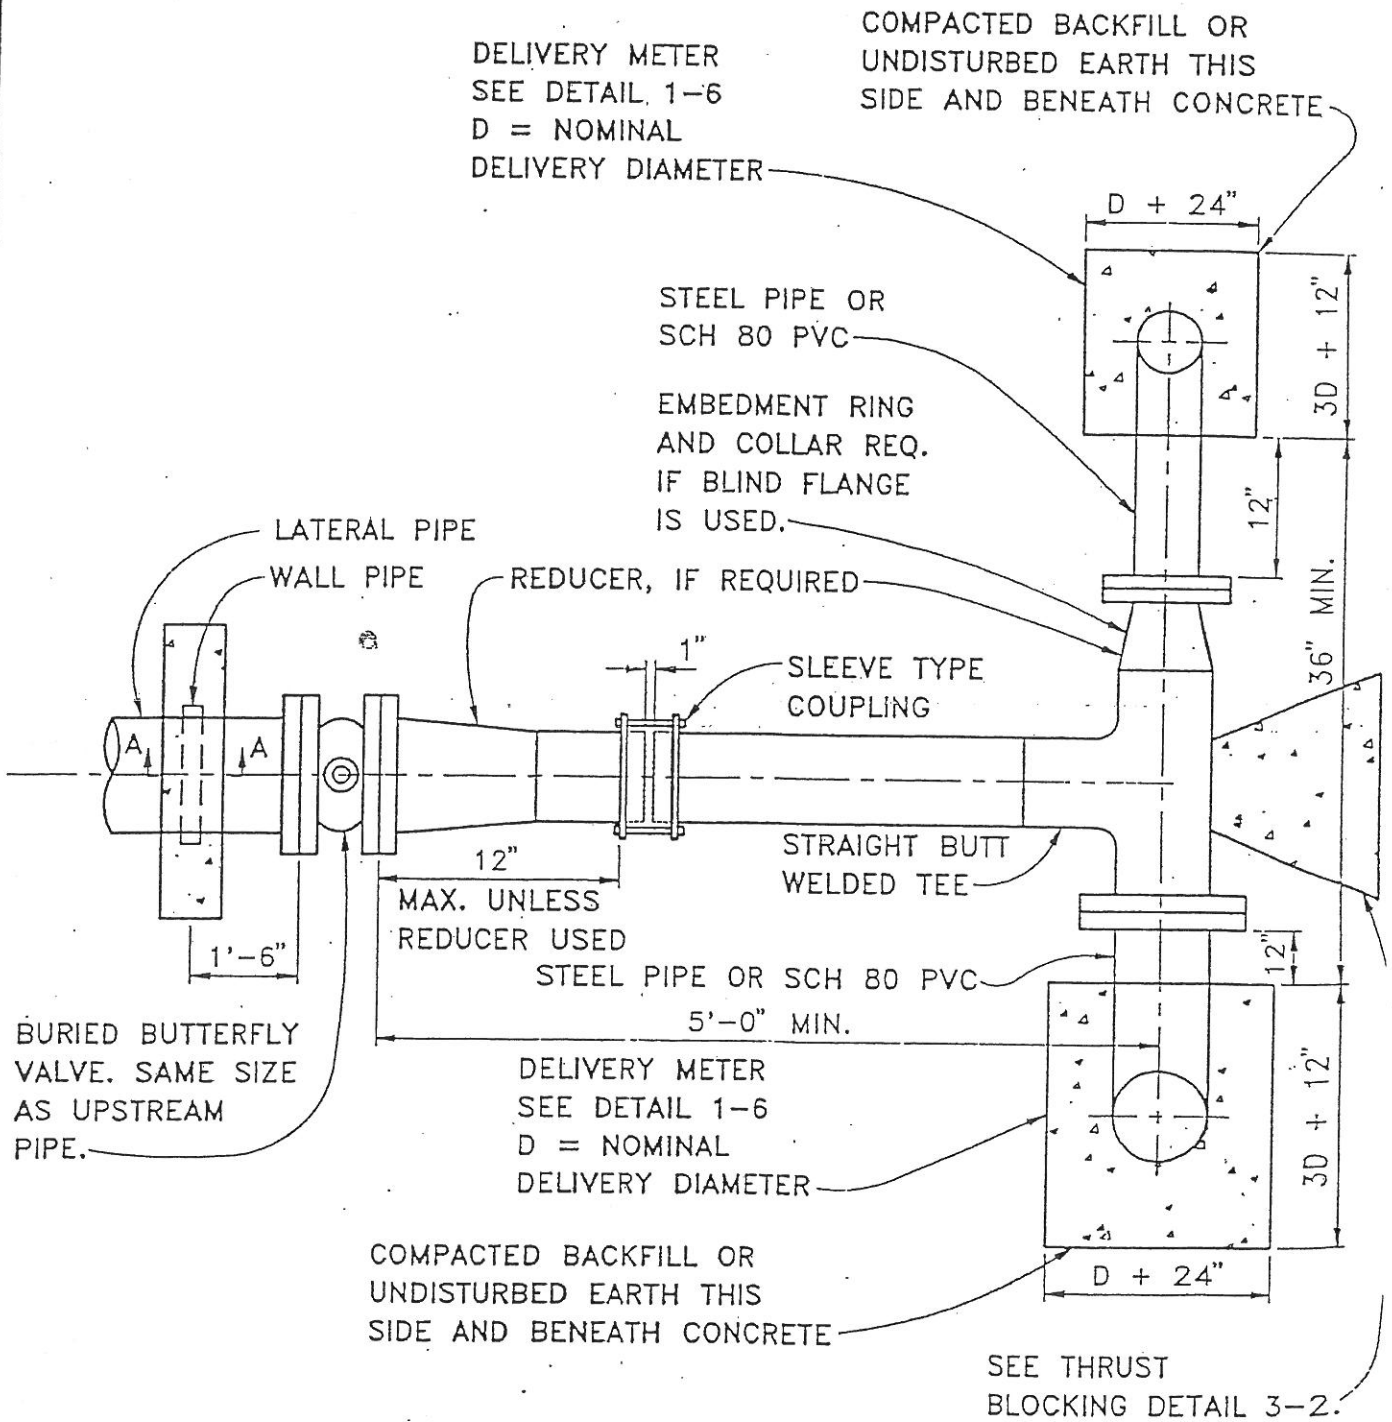 COMPACTED BACKFILL OR
UNDISTURBED EARTH THIS
SIDE AND BENEATH CONCRETE
DELIVERY METER
SEE DETAIL 1-6
D = NOMINAL
DELIVERY DIAMETER
D + 24"
3D + 12"
STEEL PIPE OR
SCH 80 PVC
EMBEDMENT RING
AND COLLAR REQ.
IF BLIND FLANGE
IS USED.
12"
36" MIN.
LATERAL PIPE
WALL PIPE
REDUCER, IF REQUIRED
1"
SLEEVE TYPE
COUPLING
A
A
STRAIGHT BUTT
WELDED TEE
12"
MAX. UNLESS
REDUCER USED
1'-6"
STEEL PIPE OR SCH 80 PVC
12"
5'-0" MIN.
BURIED BUTTERFLY
VALVE. SAME SIZE
AS UPSTREAM
PIPE.
DELIVERY METER
SEE DETAIL 1-6
D = NOMINAL
DELIVERY DIAMETER
3D + 12"
COMPACTED BACKFILL OR
UNDISTURBED EARTH THIS
SIDE AND BENEATH CONCRETE
D + 24"
SEE THRUST
BLOCKING DETAIL 3-2.